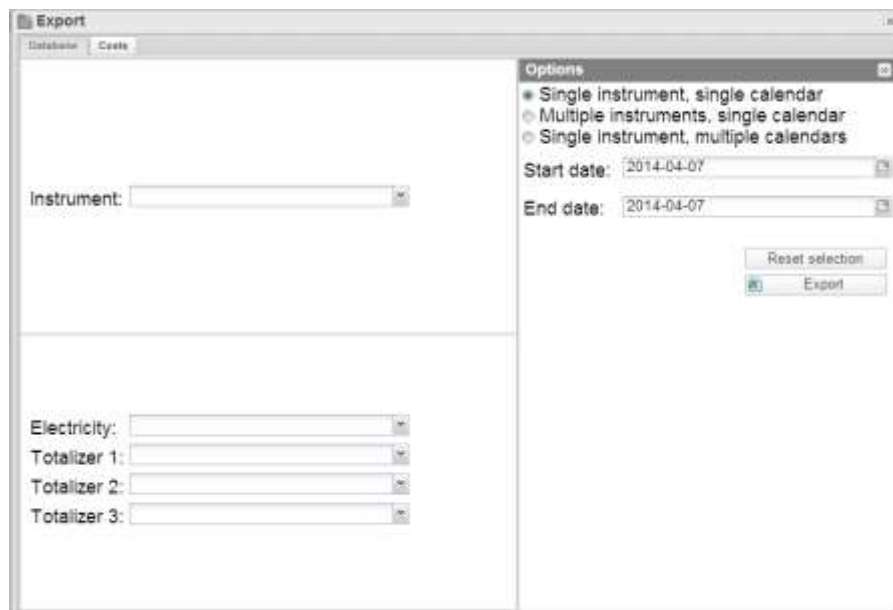 Export
Database Costs
Instrument:
Electricity:
Totalizer 1:
Totalizer 2:
Totalizer 3:
Options
Single instrument, single calendar
Multiple instruments, single calendar
Single instrument, multiple calendars
Start date: 2014-04-07
End date: 2014-04-07
Reset selection
Export